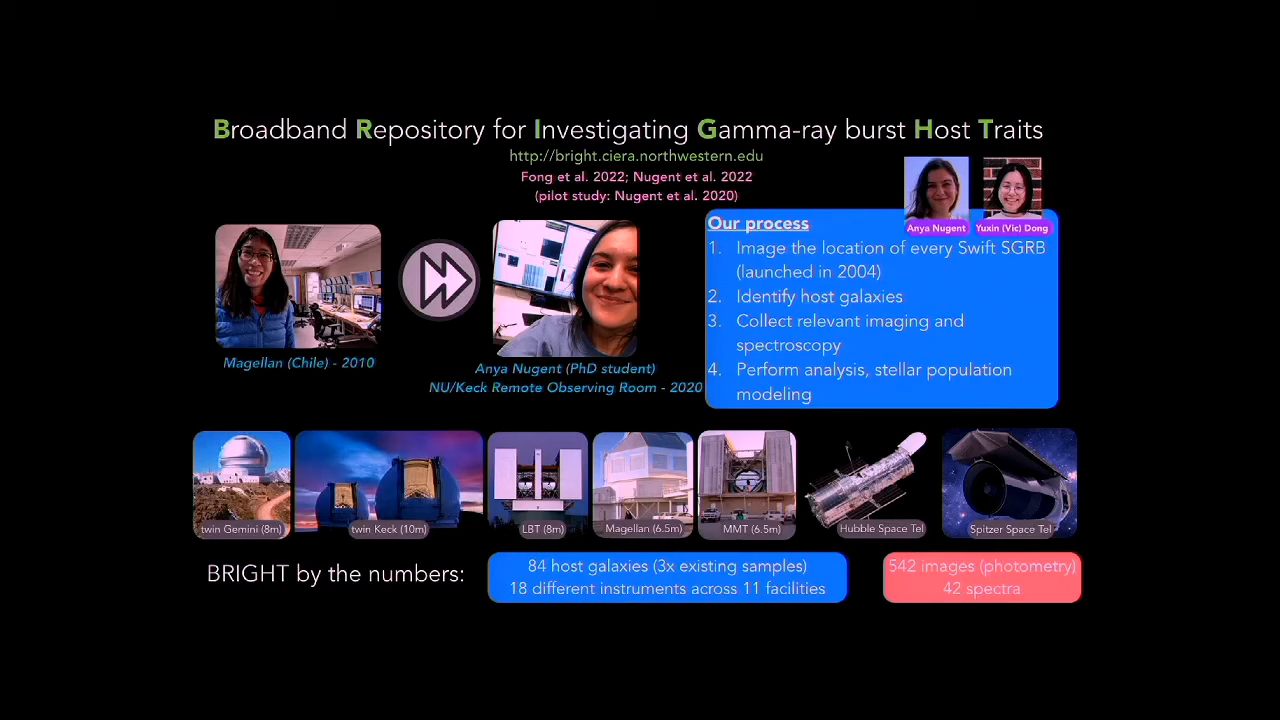 Broadband Repository for Investigating Gamma-ray burst Host Traits
http://bright.ciera.northwestern.edu
Fong et al. 2022; Nugent et al. 2022
(pilot study: Nugent et al. 2020)
Anya Nugent
Yuxin (Vic) Dong
Our process
1. Image the location of every Swift SGRB
(launched in 2004)
2. Identify host galaxies
3. Collect relevant imaging and
spectroscopy
4. Perform analysis, stellar population
modeling
Magellan (Chile) - 2010
Anya Nugent (PhD student)
NU/Keck Remote Observing Room - 2020
twin Gemini (8m)
twin Keck (10m)
LBT (8m)
Magellan (6.5m)
MMT (6.5m)
Hubble Space Tel
Spitzer Space Tel
BRIGHT by the numbers:
84 host galaxies (3x existing samples)
18 different instruments across 11 facilities
542 images (photometry)
42 spectra